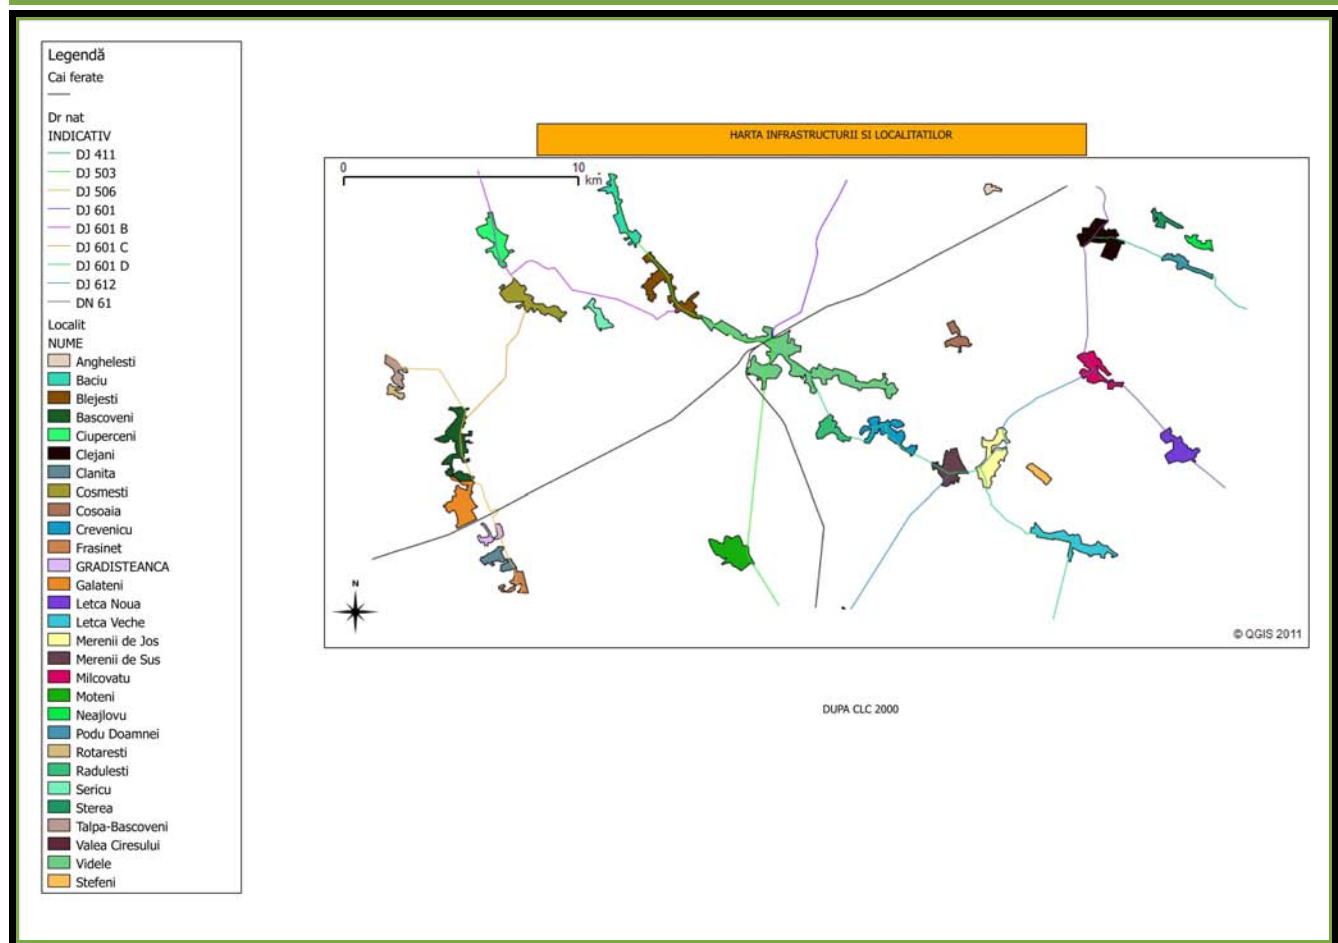 Legendă
Cai ferate
Dr nat
INDICATIV
DJ 411
DJ 503
DJ 506
DJ 601
DJ 601 B
DJ 601 C
DJ 601 D
DJ 612
DN 61
Localit
NUME
Anghelesti
Baciu
Blejesti
Bascoveni
Ciuperceni
Clejani
Clanita
Cosmesti
Cosoaia
Crevenicu
Frasinet
GRADISTEANCA
Galateni
Letca Noua
Letca Veche
Merenii de Jos
Merenii de Sus
Milcovatu
Moteni
Neajlovu
Podu Doamnei
Rotaresti
Radulesti
Sericu
Sterea
Talpa-Bascoveni
Valea Ciresului
Videle
Stefeni
HARTA INFRASTRUCTURII SI LOCALITATILOR
0 10
km
N
© QGIS 2011
DUPA CLC 2000